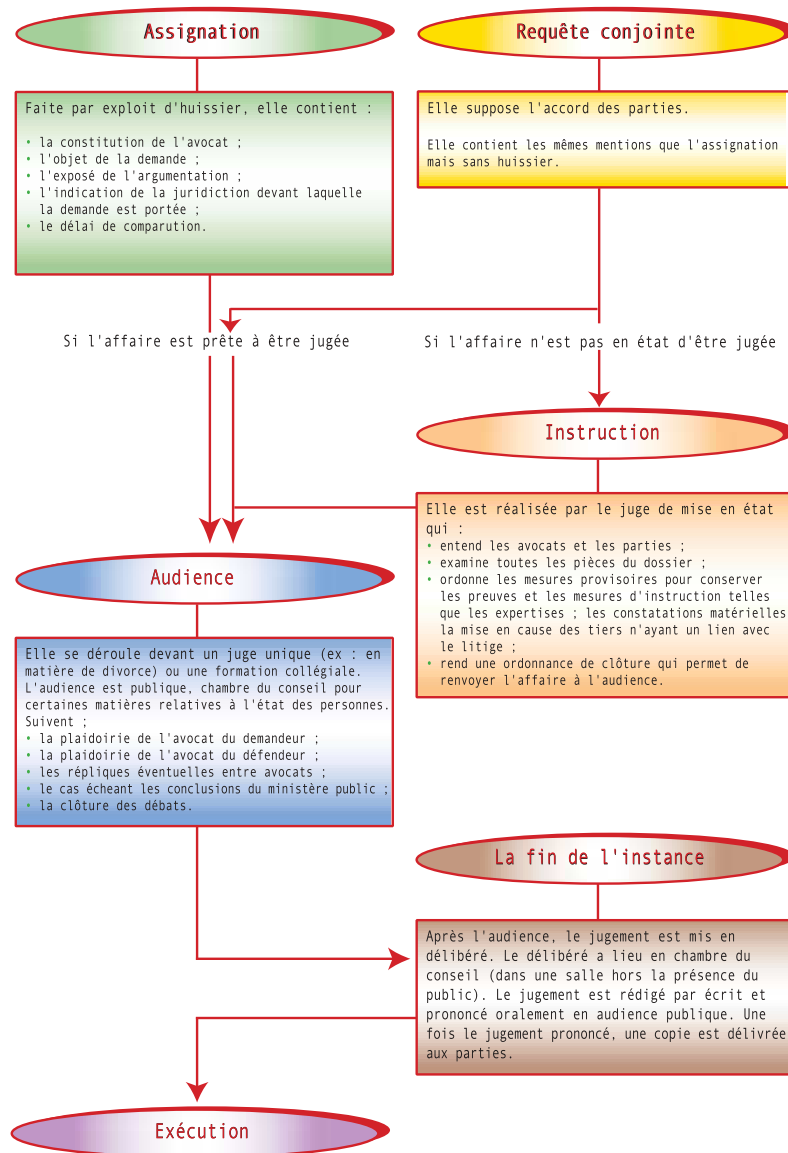 Assignation
Requête conjointe
Faite par exploit d'huissier, elle contient :
• la constitution de l'avocat ;
• l'objet de la demande ;
• l'exposé de l'argumentation ;
• l'indication de la juridiction devant laquelle
la demande est portée ;
• le délai de comparution.
Elle suppose l'accord des parties.
Elle contient les mêmes mentions que l'assignation
mais sans huissier.
Si l'affaire est prête à être jugée
Si l'affaire n'est pas en état d'être jugée
Instruction
Elle est réalisée par le juge de mise en état
qui :
• entend les avocats et les parties ;
• examine toutes les pièces du dossier ;
• ordonne les mesures provisoires pour conserver
les preuves et les mesures d'instruction telles
que les expertises ; les constatations matérielles
la mise en cause des tiers n'ayant un lien avec
le litige ;
• rend une ordonnance de clôture qui permet de
renvoyer l'affaire à l'audience.
Audience
Elle se déroule devant un juge unique (ex : en
matière de divorce) ou une formation collégiale.
L'audience est publique, chambre du conseil pour
certaines matières relatives à l'état des personnes.
Suivent ;
• la plaidoirie de l'avocat du demandeur ;
• la plaidoirie de l'avocat du défendeur ;
• les répliques éventuelles entre avocats ;
• le cas écheant les conclusions du ministère public ;
• la clôture des débats.
La fin de l'instance
Après l'audience, le jugement est mis en
délibéré. Le délibéré a lieu en chambre du
conseil (dans une salle hors la présence du
public). Le jugement est rédigé par écrit et
prononcé oralement en audience publique. Une
fois le jugement prononcé, une copie est délivrée
aux parties.
Exécution